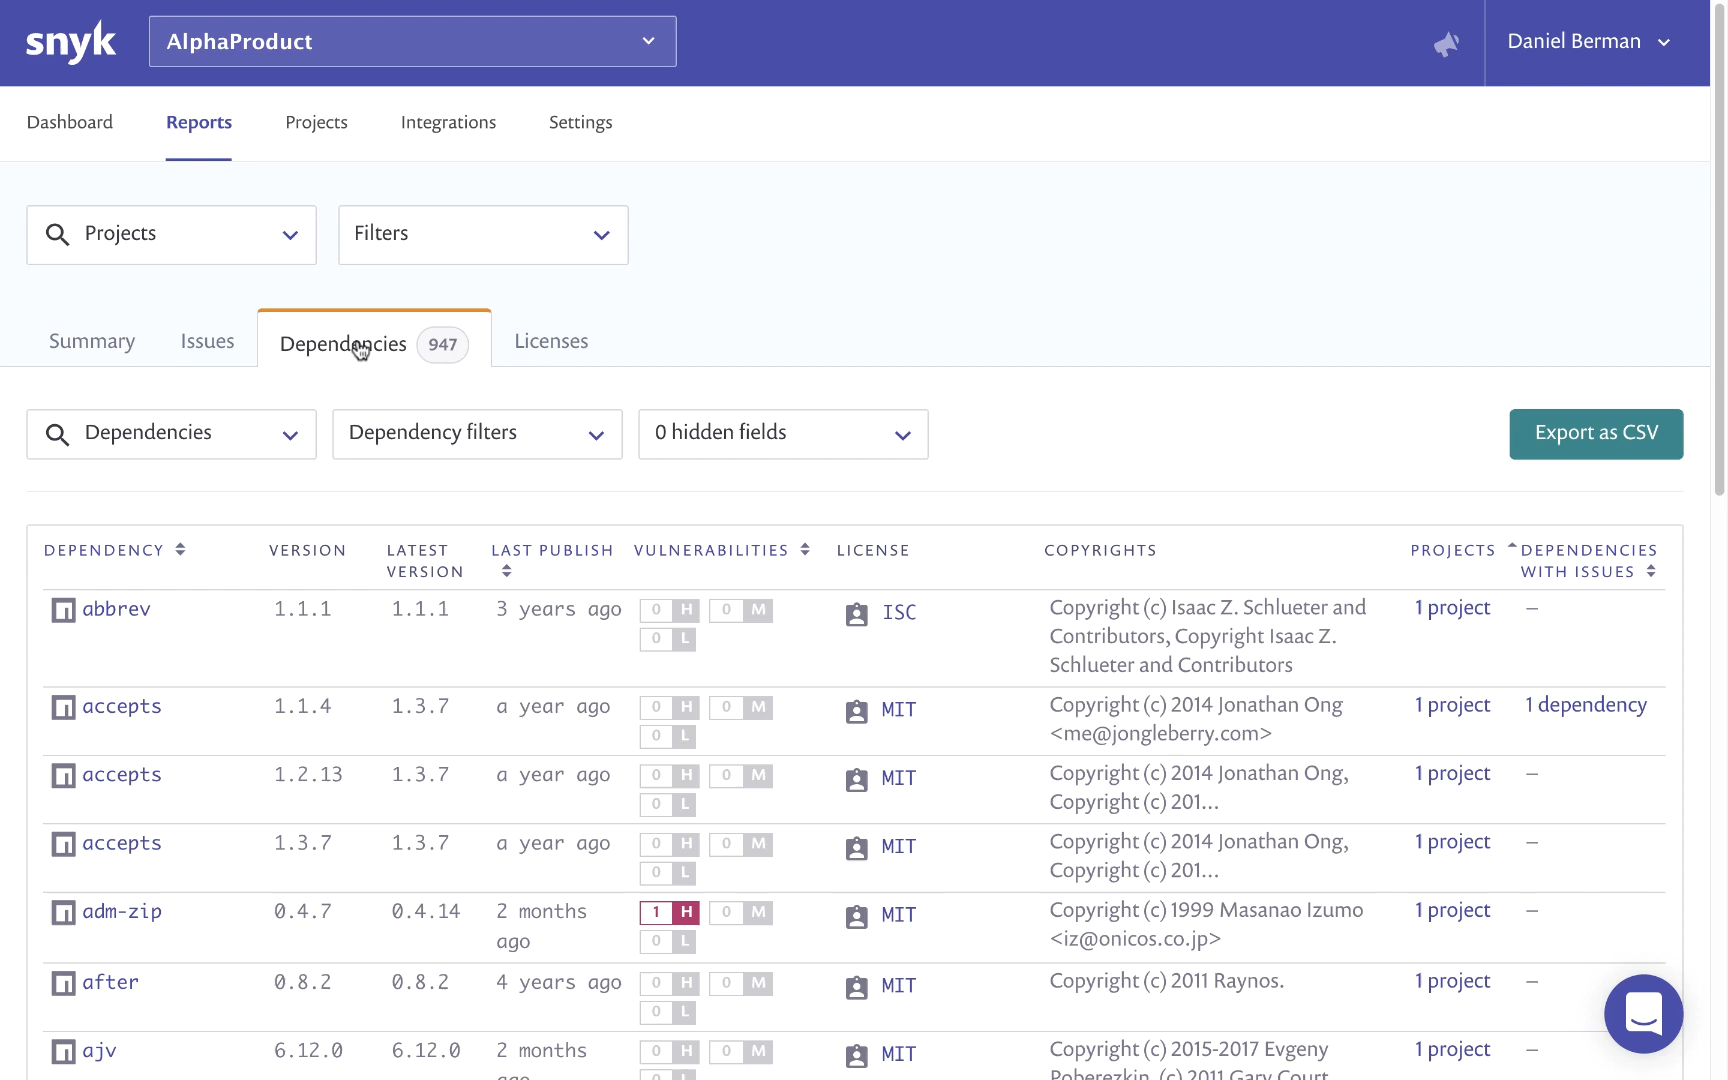 snyk AlphaProduct Daniel Berman
Dashboard Reports Projects Integrations Settings
Projects Filters
Summary Issues Dependencies 947 Licenses
Dependencies Dependency filters 0 hidden fields Export as CSV
DEPENDENCY VERSION LATEST LAST PUBLISH VULNERABILITIES LICENSE COPYRIGHTS PROJECTS DEPENDENCIES
VERSION WITH ISSUES
abbrev 1.1.1 1.1.1 3 years ago 0 H 0 M ISC Copyright (c) Isaac Z. Schlueter and 1 project –
0 L Contributors, Copyright Isaac Z.
Schlueter and Contributors
accepts 1.1.4 1.3.7 a year ago 0 H 0 M MIT Copyright (c) 2014 Jonathan Ong 1 project 1 dependency
0 L <me@jongleberry.com>
accepts 1.2.13 1.3.7 a year ago 0 H 0 M MIT Copyright (c) 2014 Jonathan Ong, 1 project –
0 L Copyright (c) 201...
accepts 1.3.7 1.3.7 a year ago 0 H 0 M MIT Copyright (c) 2014 Jonathan Ong, 1 project –
0 L Copyright (c) 201...
adm-zip 0.4.7 0.4.14 2 months 1 H 0 M MIT Copyright (c) 1999 Masanao Izumo 1 project –
ago 0 L <iz@onicos.co.jp>
after 0.8.2 0.8.2 4 years ago 0 H 0 M MIT Copyright (c) 2011 Raynos. 1 project –
0 L
ajv 6.12.0 6.12.0 2 months 0 H 0 M MIT Copyright (c) 2015-2017 Evgeny 1 project –
ago 0 L Poberezkin, (c) 2011 Gary Court